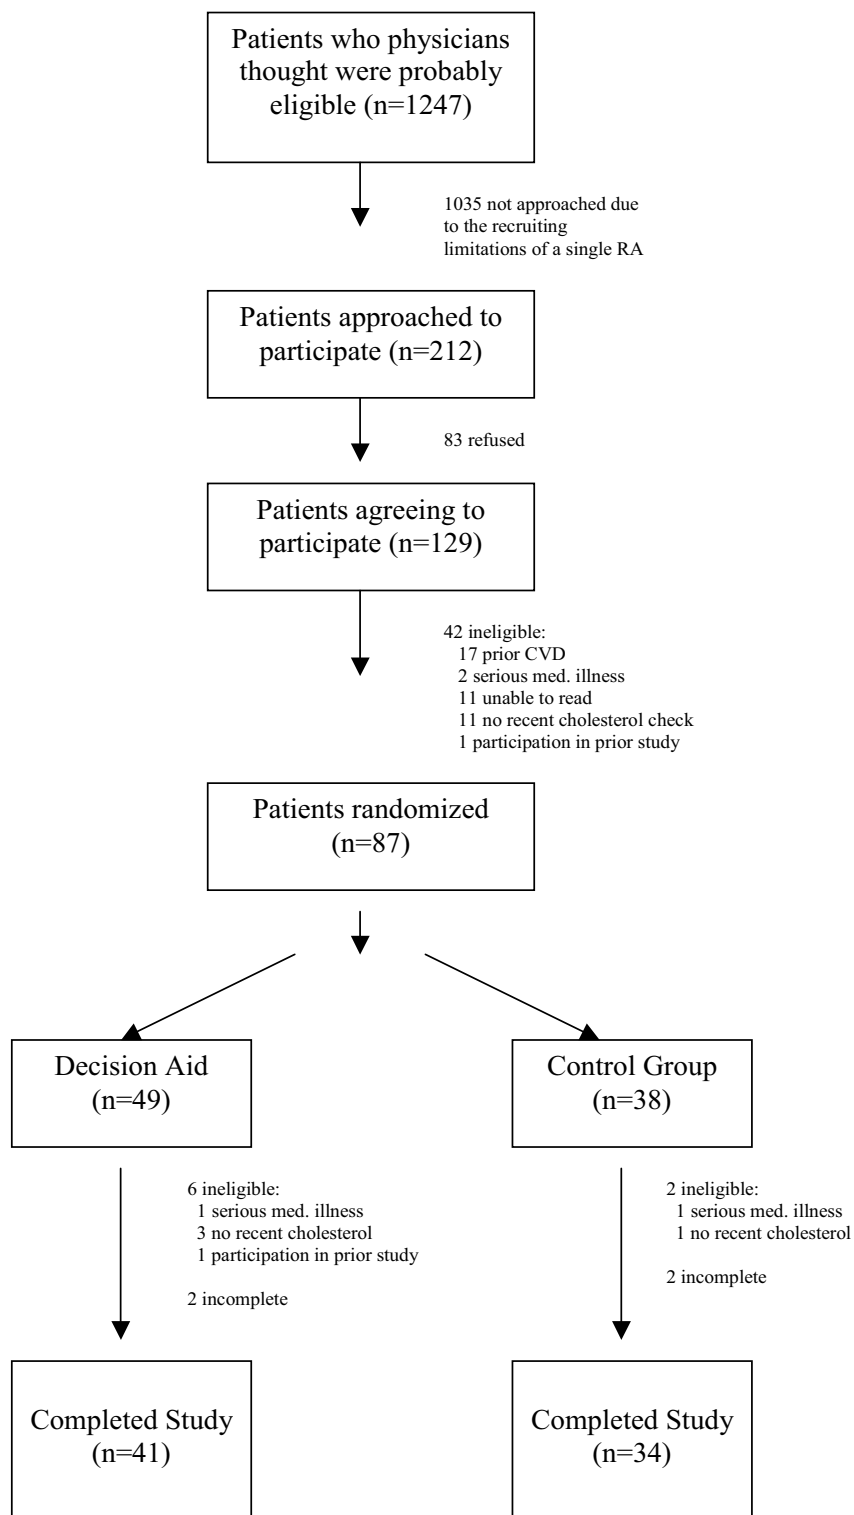 Patients who physicians
thought were probably
eligible (n=1247)
1035 not approached due
to the recruiting
limitations of a single RA
Patients approached to
participate (n=212)
83 refused
Patients agreeing to
participate (n=129)
42 ineligible:
17 prior CVD
2 serious med. illness
11 unable to read
11 no recent cholesterol check
1 participation in prior study
Patients randomized
(n=87)
Decision Aid
(n=49)
Control Group
(n=38)
6 ineligible:
1 serious med. illness
3 no recent cholesterol
1 participation in prior study
2 incomplete
2 ineligible:
1 serious med. illness
1 no recent cholesterol
2 incomplete
Completed Study
(n=41)
Completed Study
(n=34)